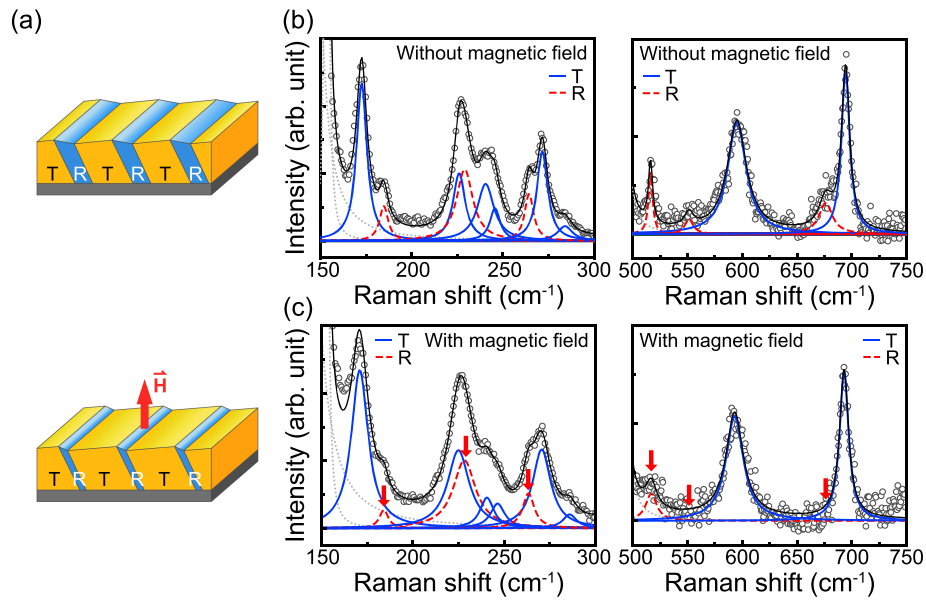 (a)
T R T R T R
H
T R T R T R
(b)
Intensity (arb. unit)
Without magnetic field
T
R
150 200 250 300
Raman shift (cm-1)
Without magnetic field
T
R
500 550 600 650 700 750
Raman shift (cm-1)
(c)
Intensity (arb. unit)
T
R
With magnetic field
150 200 250 300
Raman shift (cm-1)
With magnetic field
T
R
500 550 600 650 700 750
Raman shift (cm-1)